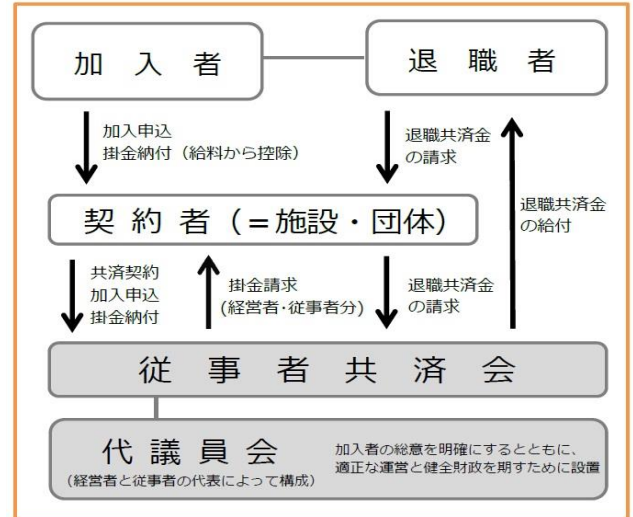 加入者
退職者
加入申込
掛金納付（給料から控除）
退職共済金
の請求
退職共済金
の給付
契約者（＝施設・団体）
共済契約
加入申込
掛金納付
掛金請求
(経営者･従事者分)
退職共済金
の請求
従事者共済会
代議員会
(経営者と従事者の代表によって構成)
加入者の総意を明確にするとともに、
適正な運営と健全財政を期すために設置